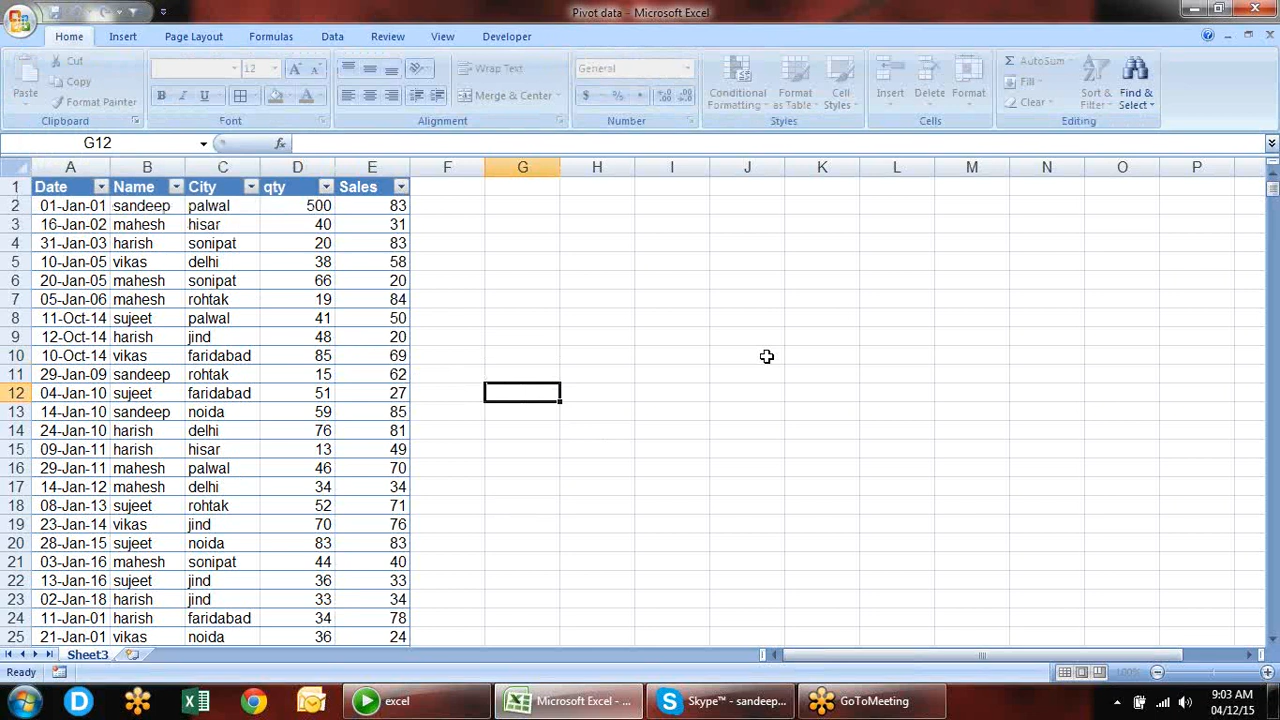 Pivot data - Microsoft Excel
Home Insert Page Layout Formulas Data Review View Developer
Cut
Copy
Format Painter
Paste
Clipboard
12
B I U
Font
Wrap Text
Merge & Center
Alignment
General
$ % ,
Number
Conditional Formatting
Format as Table
Cell Styles
Styles
Insert
Delete
Format
Cells
Σ AutoSum
Fill
Clear
Sort & Filter
Find & Select
Editing
G12 fx
A B C D E F G H I J K L M N O P
1 Date Name City qty Sales
2 01-Jan-01 sandeep palwal 500 83
3 16-Jan-02 mahesh hisar 40 31
4 31-Jan-03 harish sonipat 20 83
5 10-Jan-05 vikas delhi 38 58
6 20-Jan-05 mahesh sonipat 66 20
7 05-Jan-06 mahesh rohtak 19 84
8 11-Oct-14 sujeet palwal 41 50
9 12-Oct-14 harish jind 48 20
10 10-Oct-14 vikas faridabad 85 69
11 29-Jan-09 sandeep rohtak 15 62
12 04-Jan-10 sujeet faridabad 51 27
13 14-Jan-10 sandeep noida 59 85
14 24-Jan-10 harish delhi 76 81
15 09-Jan-11 harish hisar 13 49
16 29-Jan-11 mahesh palwal 46 70
17 14-Jan-12 mahesh delhi 34 34
18 08-Jan-13 sujeet rohtak 52 71
19 23-Jan-14 vikas jind 70 76
20 28-Jan-15 sujeet noida 83 83
21 03-Jan-16 mahesh sonipat 44 40
22 13-Jan-16 sujeet jind 36 33
23 02-Jan-18 harish jind 33 34
24 11-Jan-01 harish faridabad 34 78
25 21-Jan-01 vikas noida 36 24
Sheet3
Ready
100%
D
excel
Microsoft Excel - ...
Skype™ - sandeep...
GoToMeeting
9:03 AM
04/12/15